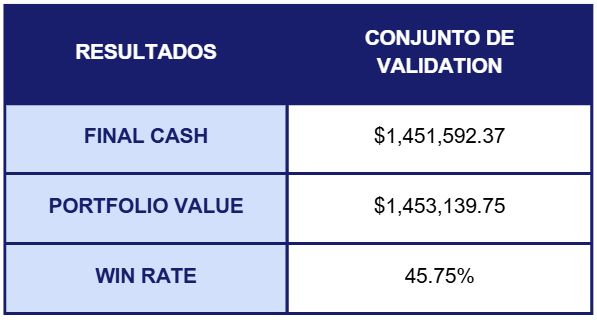 RESULTADOS
CONJUNTO DE
VALIDATION
FINAL CASH
$1,451,592.37
PORTFOLIO VALUE
$1,453,139.75
WIN RATE
45.75%